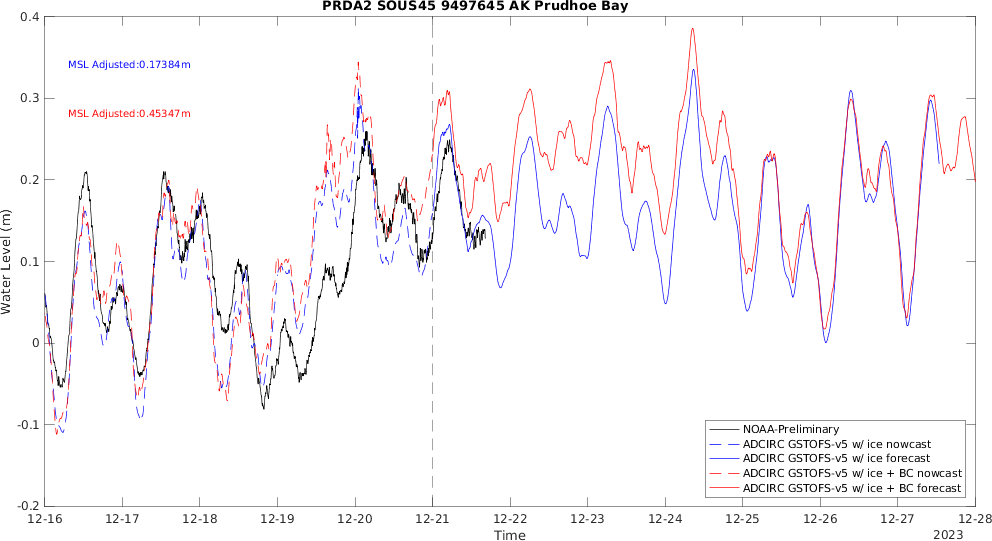 PRDA2 SOUS45 9497645 AK Prudhoe Bay
MSL Adjusted:0.17384m
MSL Adjusted:0.45347m
Water Level (m)
0.4
0.3
0.2
0.1
0
-0.1
-0.2
NOAA-Preliminary
ADCIRC GSTOFS-v5 w/ ice nowcast
ADCIRC GSTOFS-v5 w/ ice forecast
ADCIRC GSTOFS-v5 w/ ice + BC nowcast
ADCIRC GSTOFS-v5 w/ ice + BC forecast
12-16 12-17 12-18 12-19 12-20 12-21 12-22 12-23 12-24 12-25 12-26 12-27 12-28
Time
2023